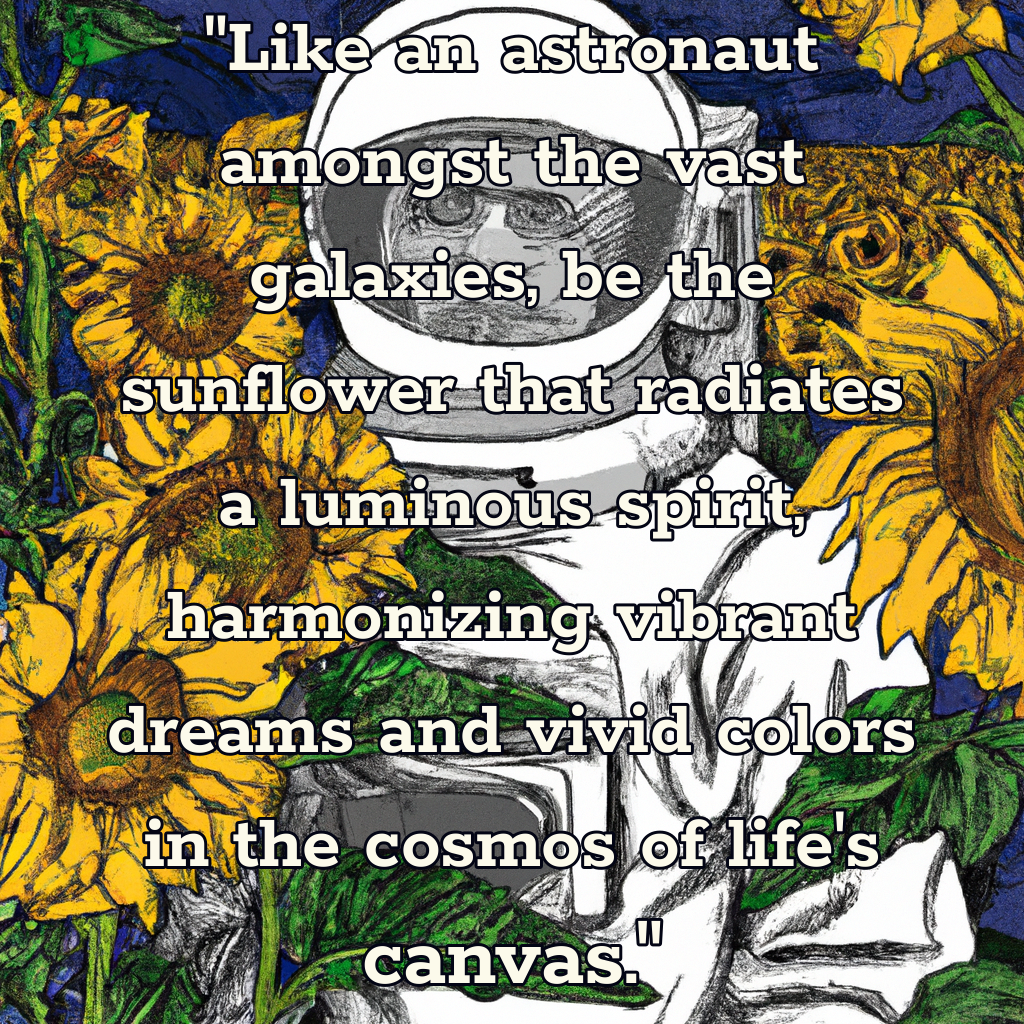 "Like an astronaut
amongst the vast
galaxies, be the
sunflower that radiates
a luminous spirit,
harmonizing vibrant
dreams and vivid colors
in the cosmos of life's
canvas."